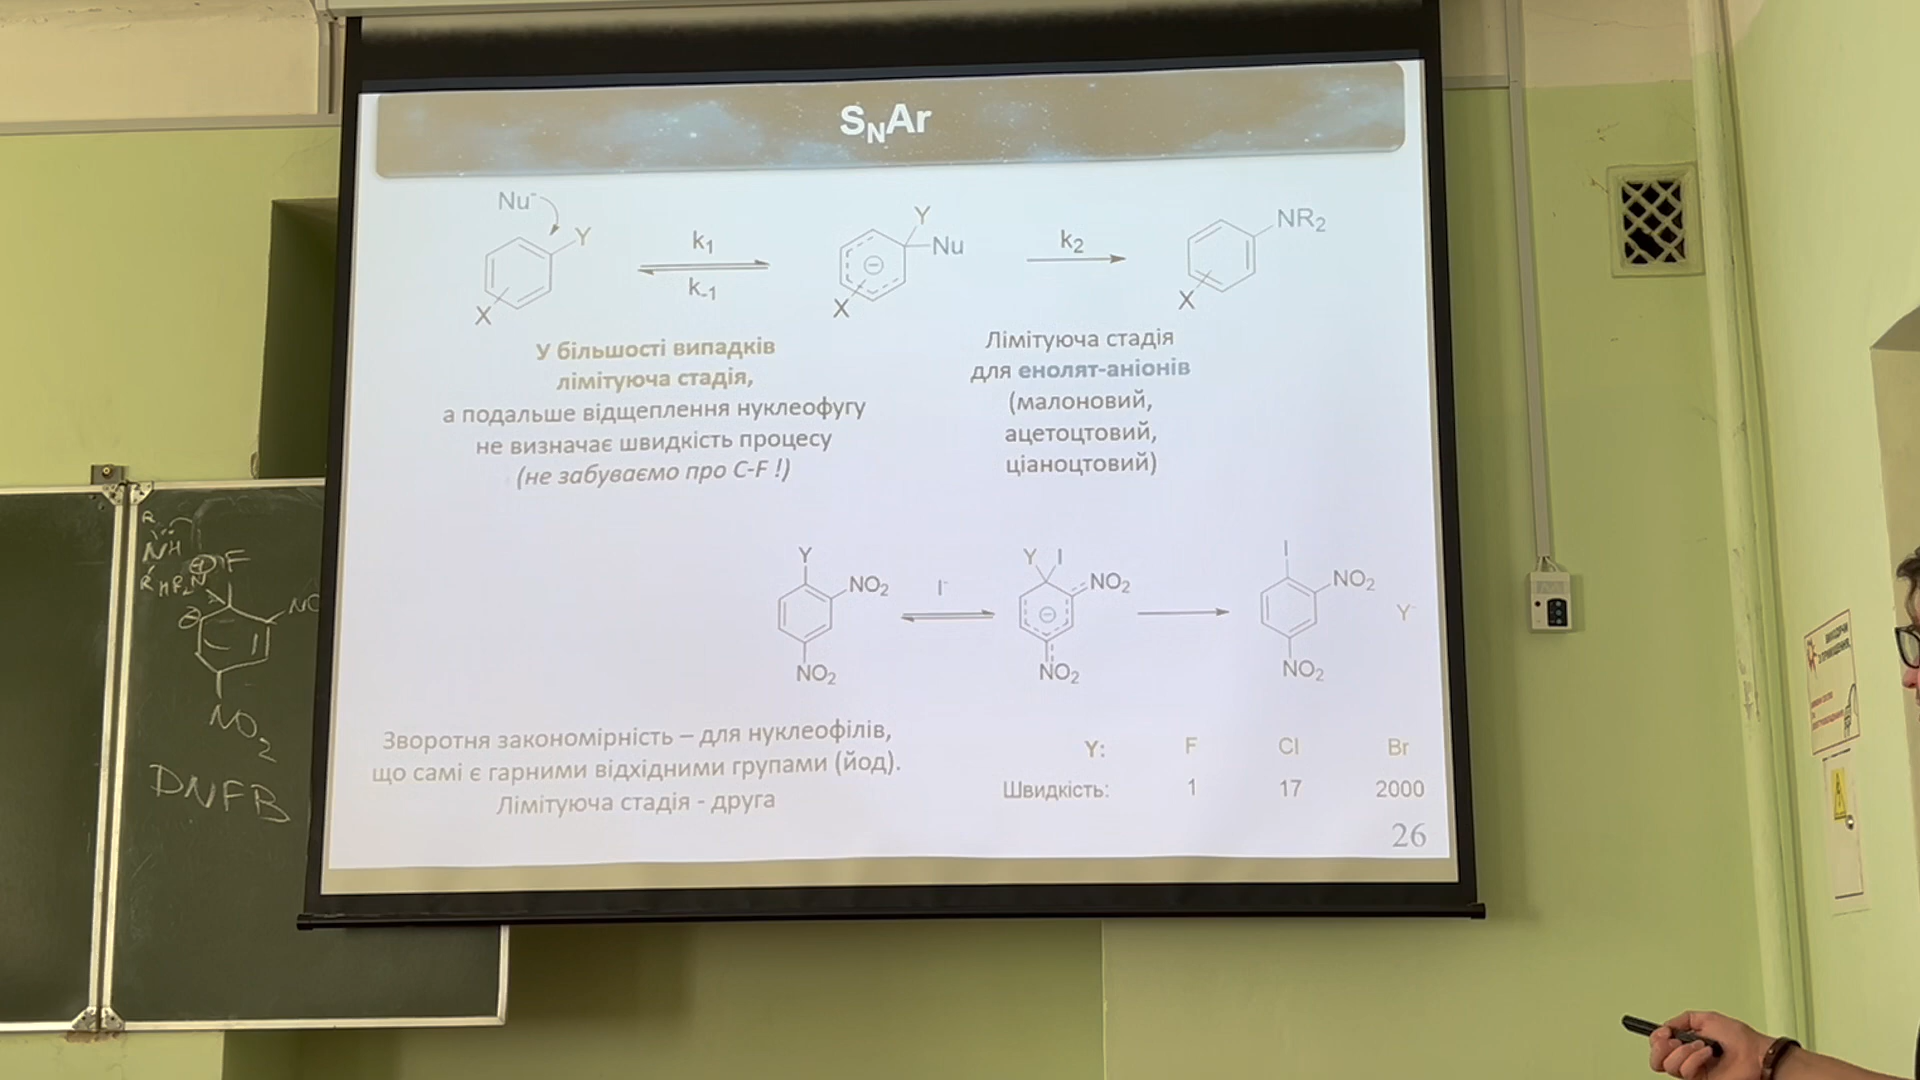 SNAr
Nu-
Y
X
k1
k-1
Y
Nu
X
k2
NR2
X
У більшості випадків
лімітуюча стадія,
а подальше відщеплення нуклеофугу
не визначає швидкість процесу
(не забуваємо про C-F !)
Лімітуюча стадія
для енолят-аніонів
(малоновий,
ацетоцтовий,
ціаноцтовий)
Y
NO2
NO2
I-
Y I
NO2
NO2
I
NO2
NO2
Y-
Зворотня закономірність – для нуклеофілів,
що самі є гарними відхідними групами (йод).
Лімітуюча стадія - друга
Y: F Cl Br
Швидкість: 1 17 2000
26
R
NH
F
NO2
DNFB